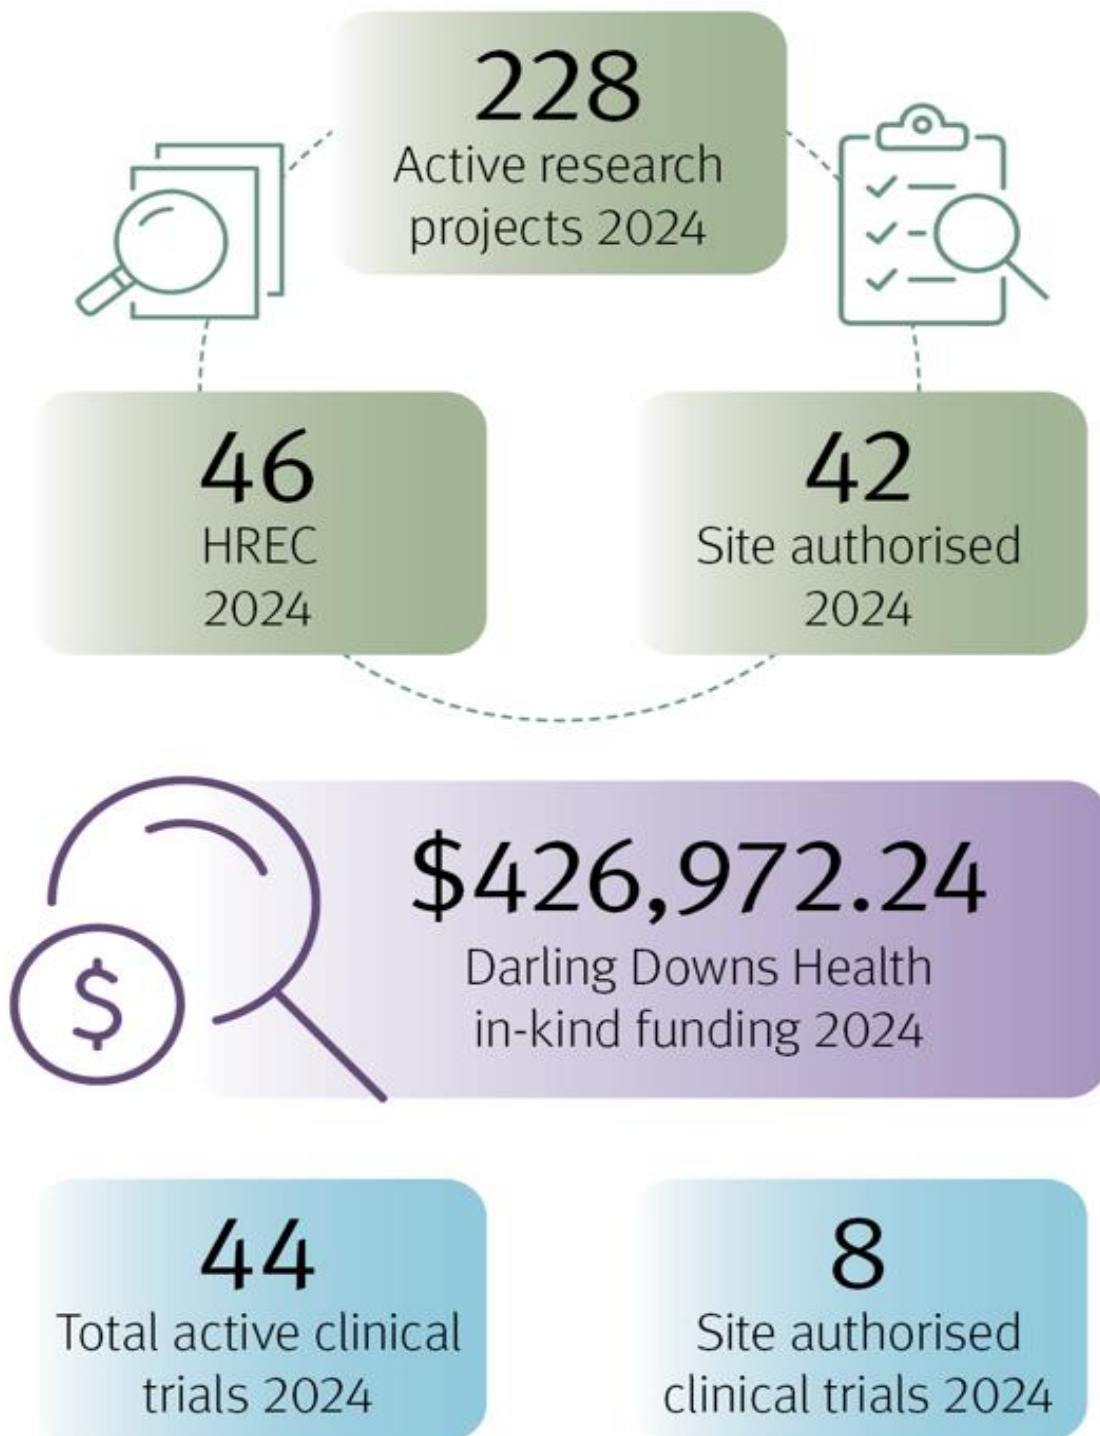 228
Active research
projects 2024
46
HREC
2024
42
Site authorised
2024
$426,972.24
Darling Downs Health
in-kind funding 2024
$
44
Total active clinical
trials 2024
8
Site authorised
clinical trials 2024